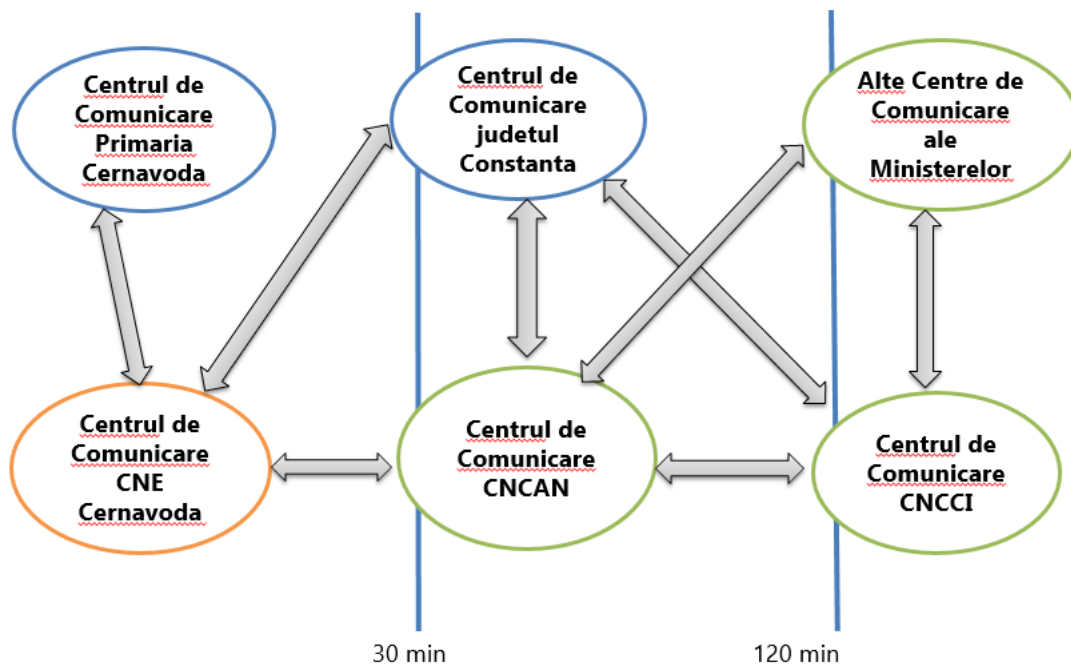 Centrul de
Comunicare
Primaria
Cernavoda
Centrul de
Comunicare
judetul
Constanta
Alte Centre de
Comunicare
ale
Ministerelor
Centrul de
Comunicare
CNE
Cernavoda
Centrul de
Comunicare
CNCAN
Centrul de
Comunicare
CNCCI
30 min
120 min